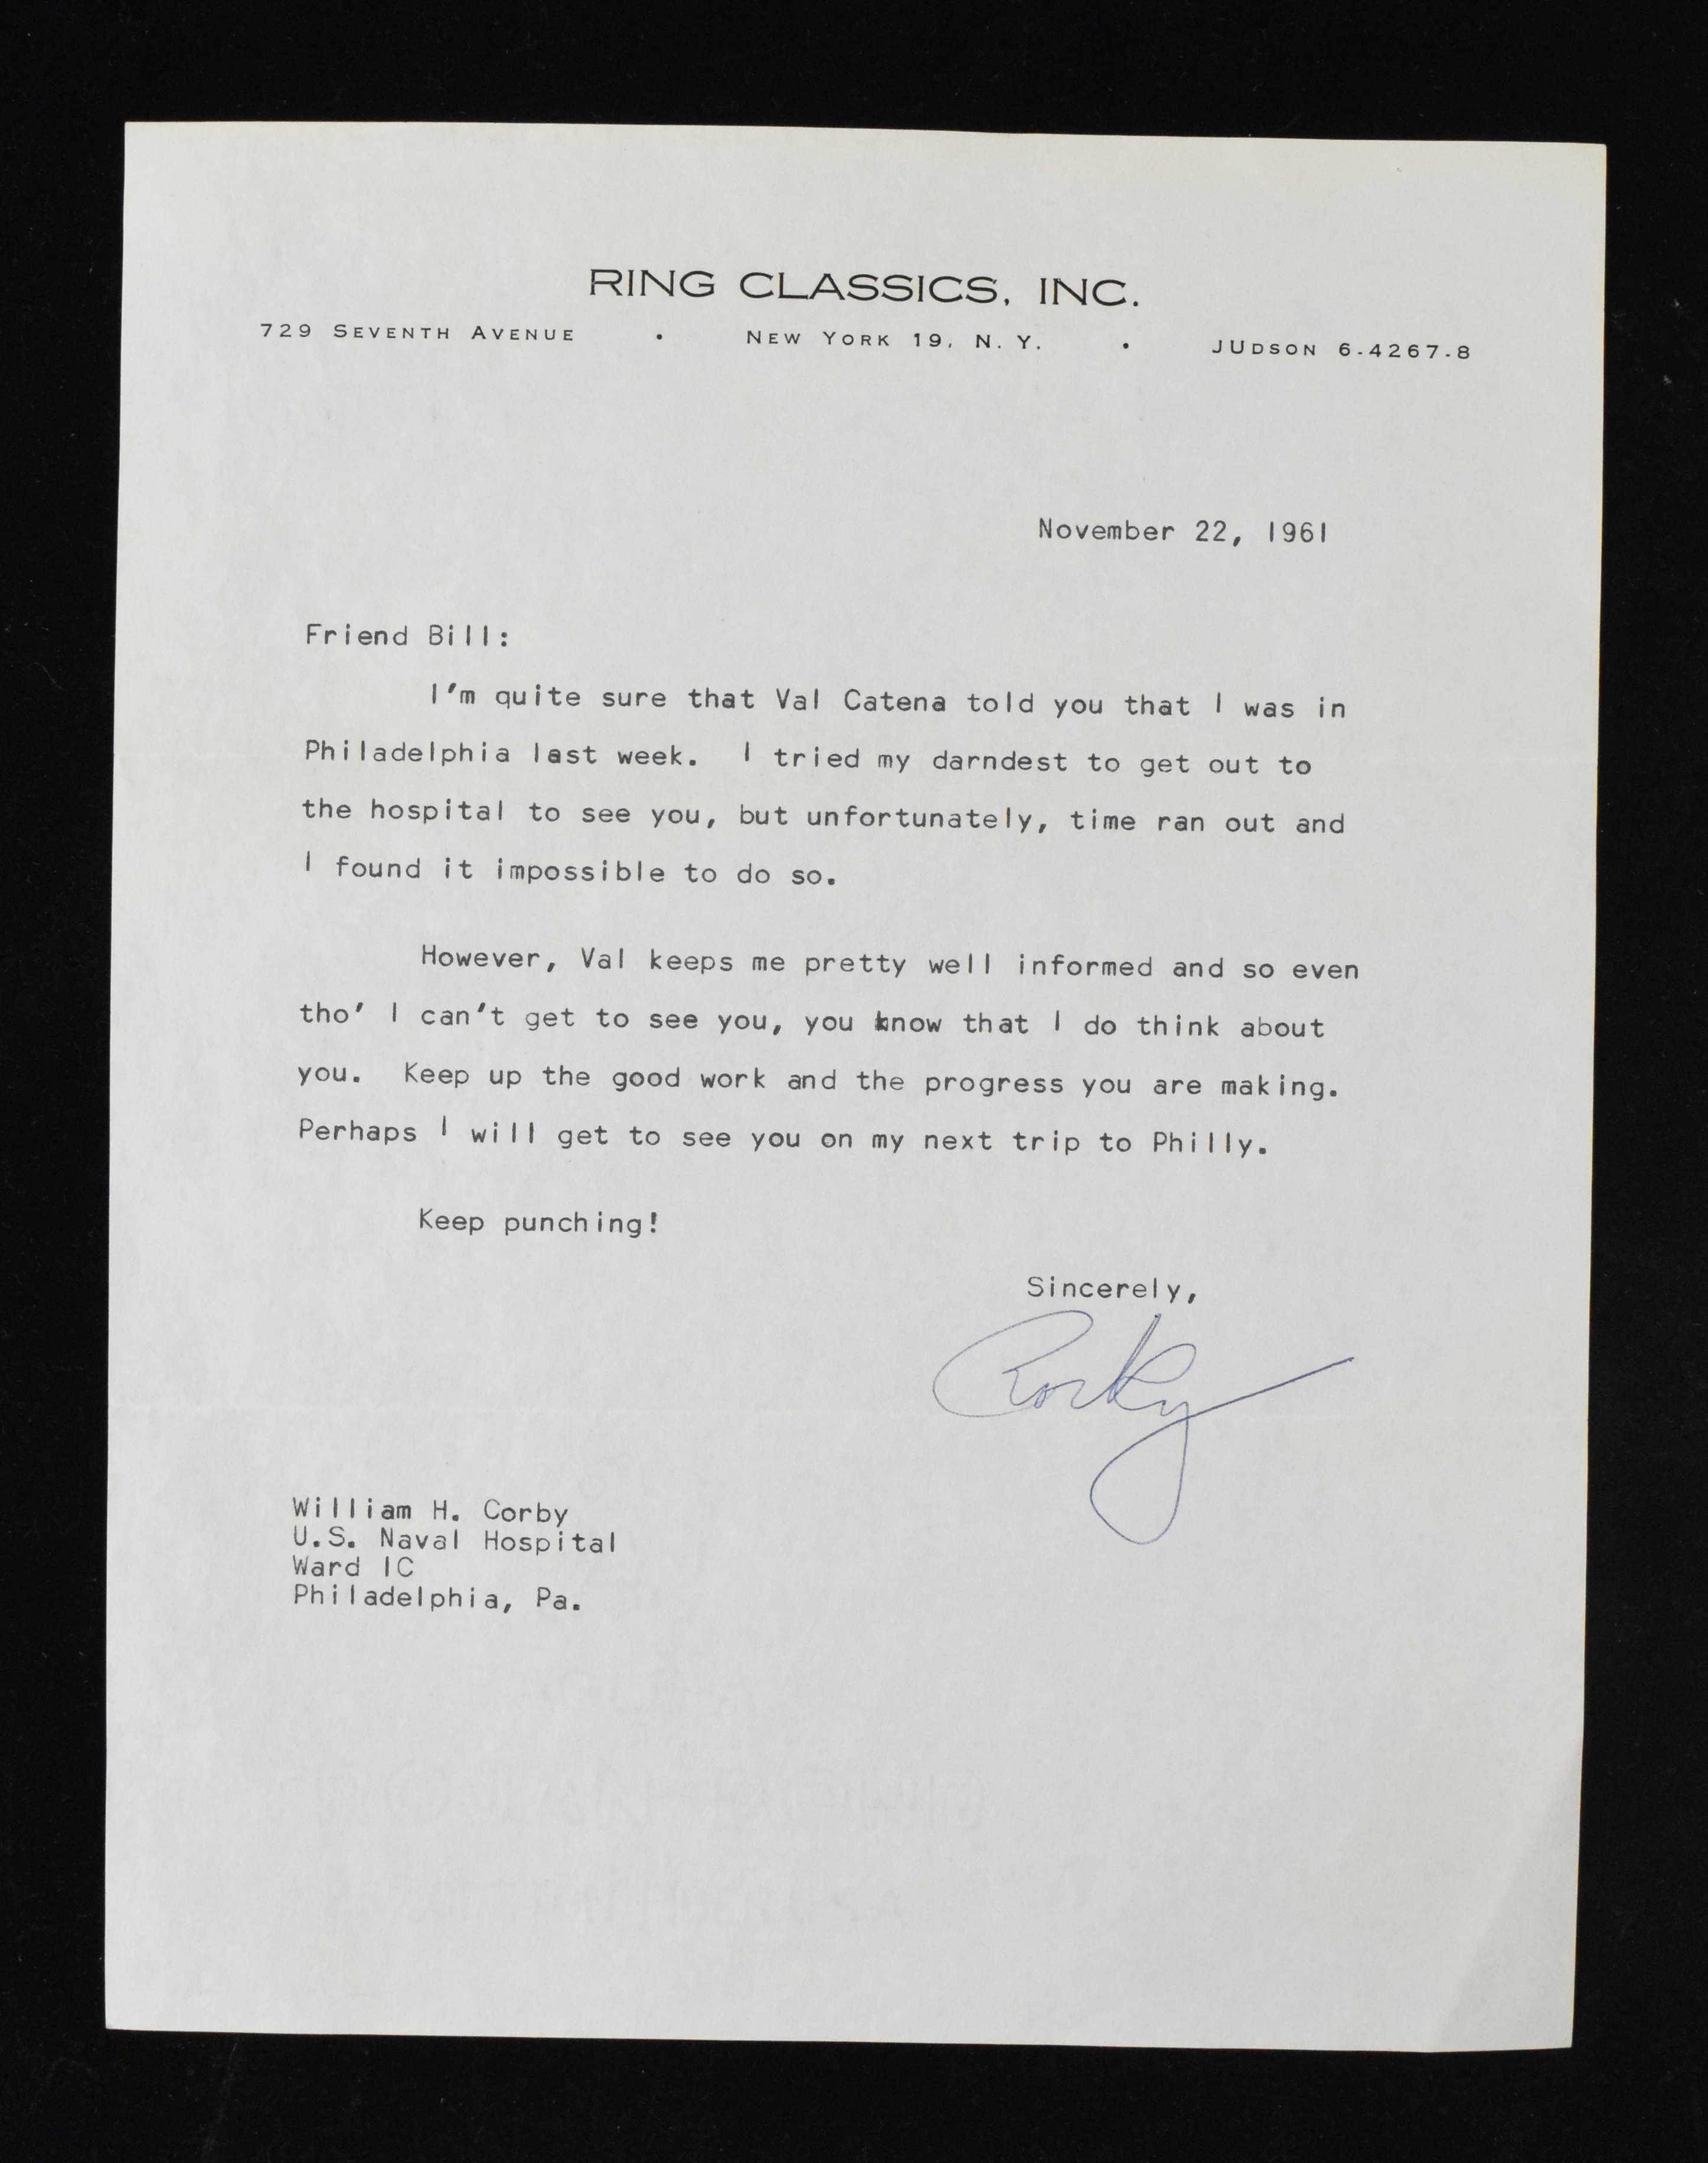 RING CLASSICS, INC.
729 SEVENTH AVENUE • NEW YORK 19, N. Y. • JUDSON 6-4267-8
November 22, 1961
Friend Bill:
I'm quite sure that Val Catena told you that I was in
Philadelphia last week. I tried my darndest to get out to
the hospital to see you, but unfortunately, time ran out and
I found it impossible to do so.
However, Val keeps me pretty well informed and so even
tho' I can't get to see you, you know that I do think about
you. Keep up the good work and the progress you are making.
Perhaps I will get to see you on my next trip to Philly.
Keep punching!
Sincerely,
Rocky
William H. Corby
U.S. Naval Hospital
Ward 1C
Philadelphia, Pa.